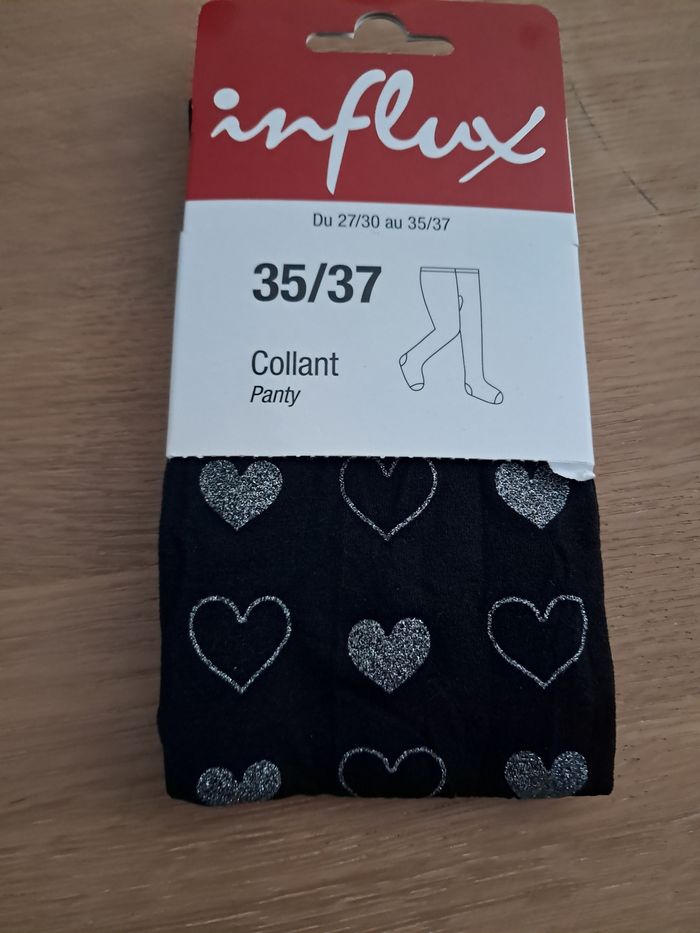 influx
Du 27/30 au 35/37
35/37
Collant
Panty